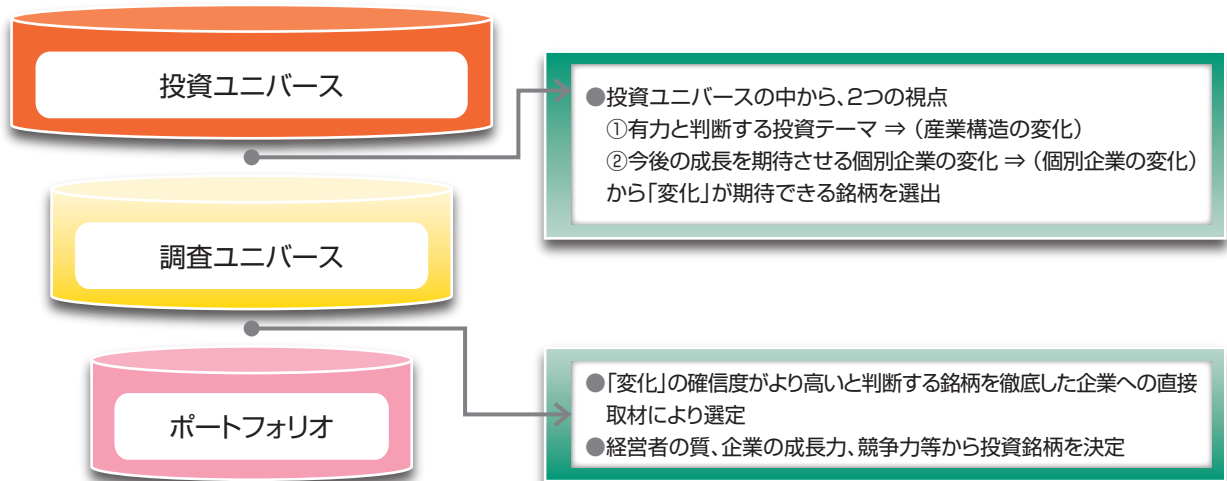 投資ユニバース
●投資ユニバースの中から、2つの視点
①有力と判断する投資テーマ ⇒ （産業構造の変化）
②今後の成長を期待させる個別企業の変化 ⇒ （個別企業の変化）
から「変化」が期待できる銘柄を選出
調査ユニバース
ポートフォリオ
●「変化」の確信度がより高いと判断する銘柄を徹底した企業への直接
取材により選定
●経営者の質、企業の成長力、競争力等から投資銘柄を決定